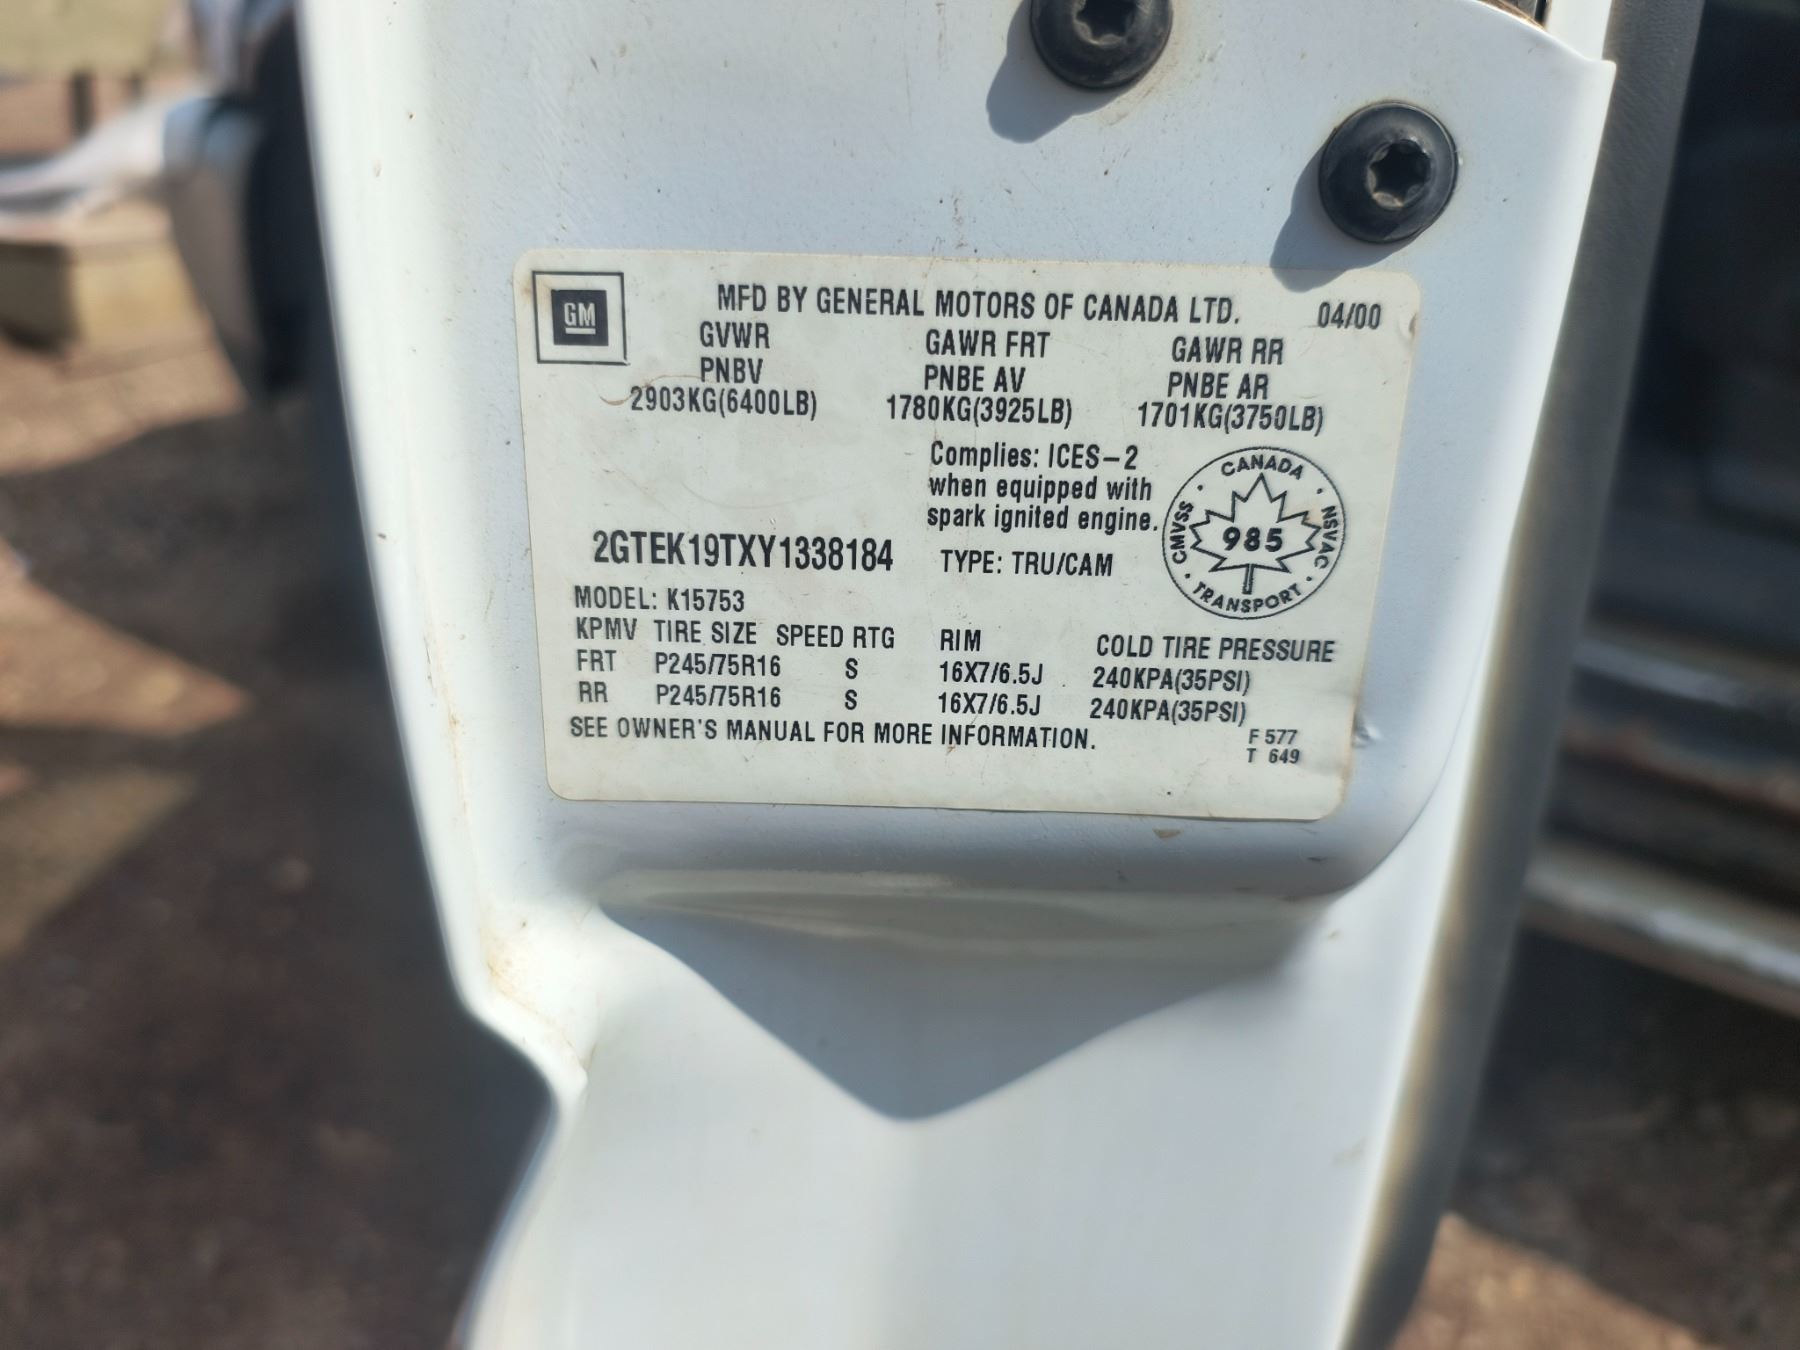 GM
MFD BY GENERAL MOTORS OF CANADA LTD. 04/00
GVWR GAWR FRT GAWR RR
PNBV PNBE AV PNBE AR
2903KG(6400LB) 1780KG(3925LB) 1701KG(3750LB)
Complies: ICES-2
when equipped with
spark ignited engine.
CANADA
CMVSS · 985 · NSVAC
TRANSPORT
2GTEK19TXY1338184 TYPE: TRU/CAM
MODEL: K15753
KPMV TIRE SIZE SPEED RTG RIM COLD TIRE PRESSURE
FRT P245/75R16 S 16X7/6.5J 240KPA(35PSI)
RR P245/75R16 S 16X7/6.5J 240KPA(35PSI)
SEE OWNER'S MANUAL FOR MORE INFORMATION.
F 577
T 649